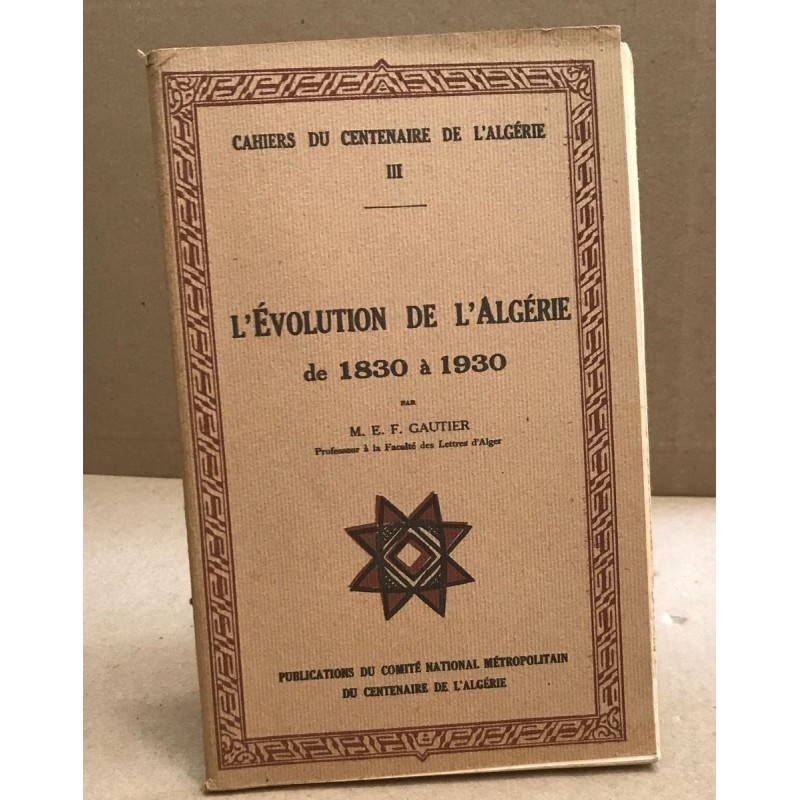 CAHIERS DU CENTENAIRE DE L'ALGÉRIE
III
L'ÉVOLUTION DE L'ALGÉRIE
de 1830 à 1930
PAR
M. E. F. GAUTIER
Professeur à la Faculté des Lettres d'Alger
PUBLICATIONS DU COMITÉ NATIONAL MÉTROPOLITAIN
DU CENTENAIRE DE L'ALGÉRIE